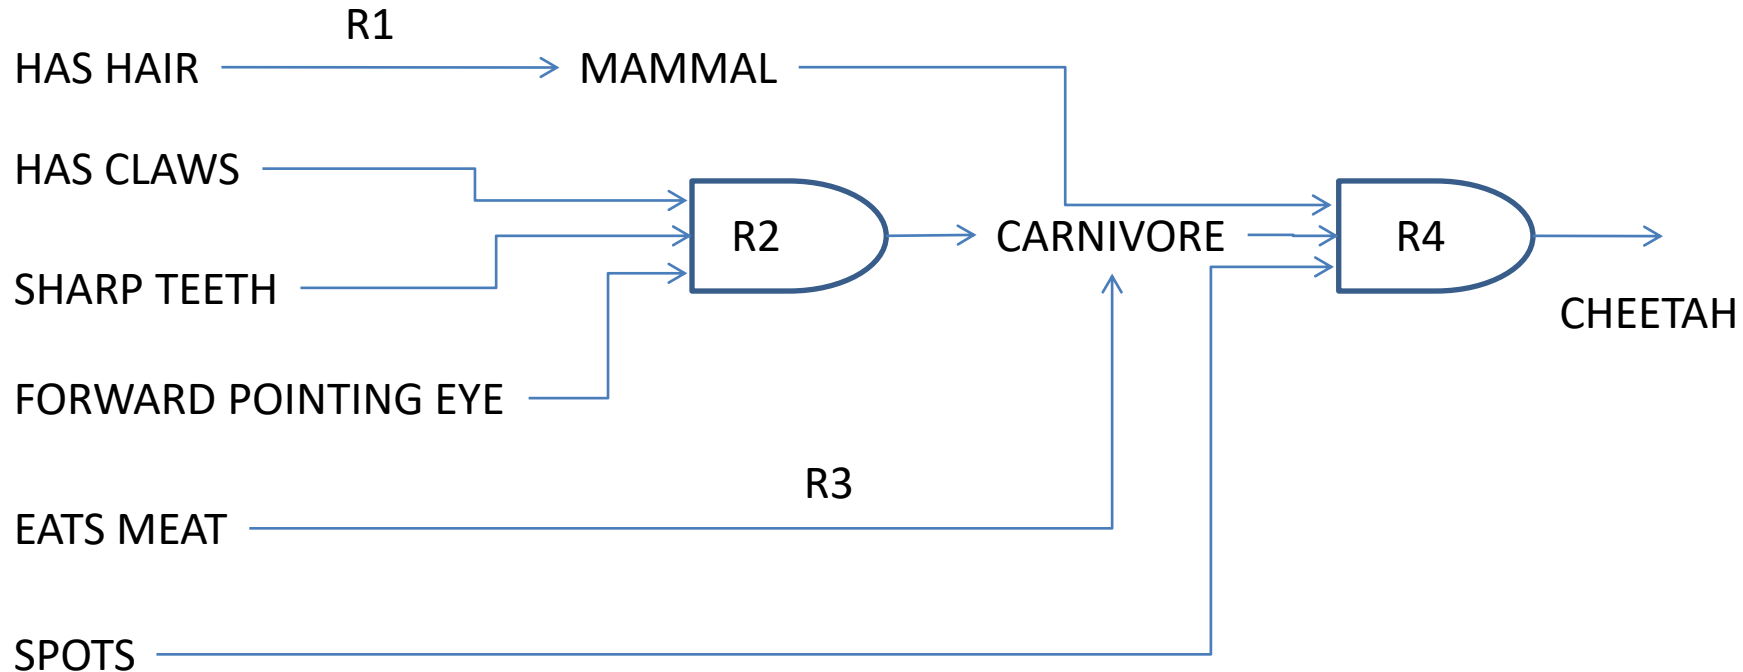 R1
HAS HAIR
MAMMAL
HAS CLAWS
R2
CARNIVORE
R4
SHARP TEETH
CHEETAH
FORWARD POINTING EYE
R3
EATS MEAT
SPOTS